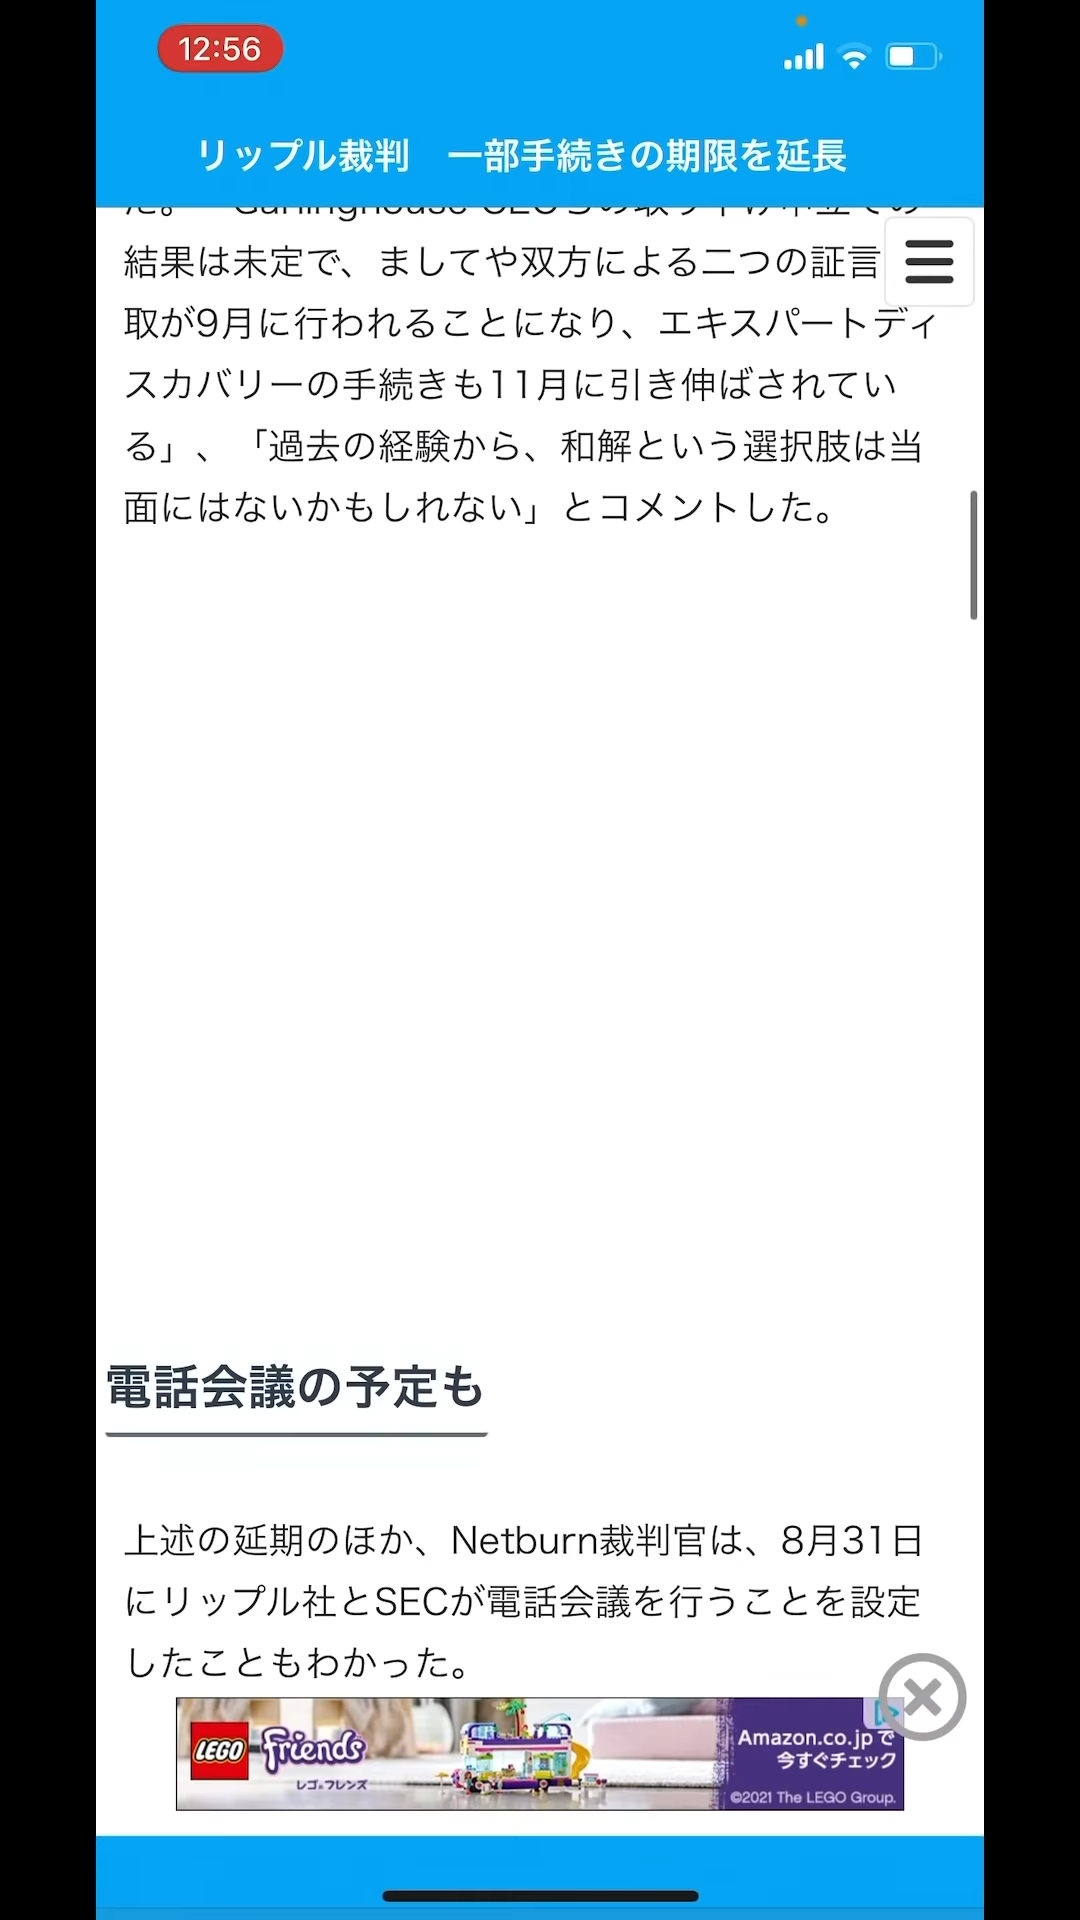 12:56
リップル裁判 一部手続きの期限を延長
結果は未定で、ましてや双方による二つの証言
取が9月に行われることになり、エキスパートディ
スカバリーの手続きも11月に引き伸ばされてい
る」、「過去の経験から、和解という選択肢は当
面にはないかもしれない」とコメントした。
電話会議の予定も
上述の延期のほか、Netburn裁判官は、8月31日
にリップル社とSECが電話会議を行うことを設定
したこともわかった。
LEGO Friends
レゴ®フレンズ
Amazon.co.jpで
今すぐチェック
©2021 The LEGO Group.